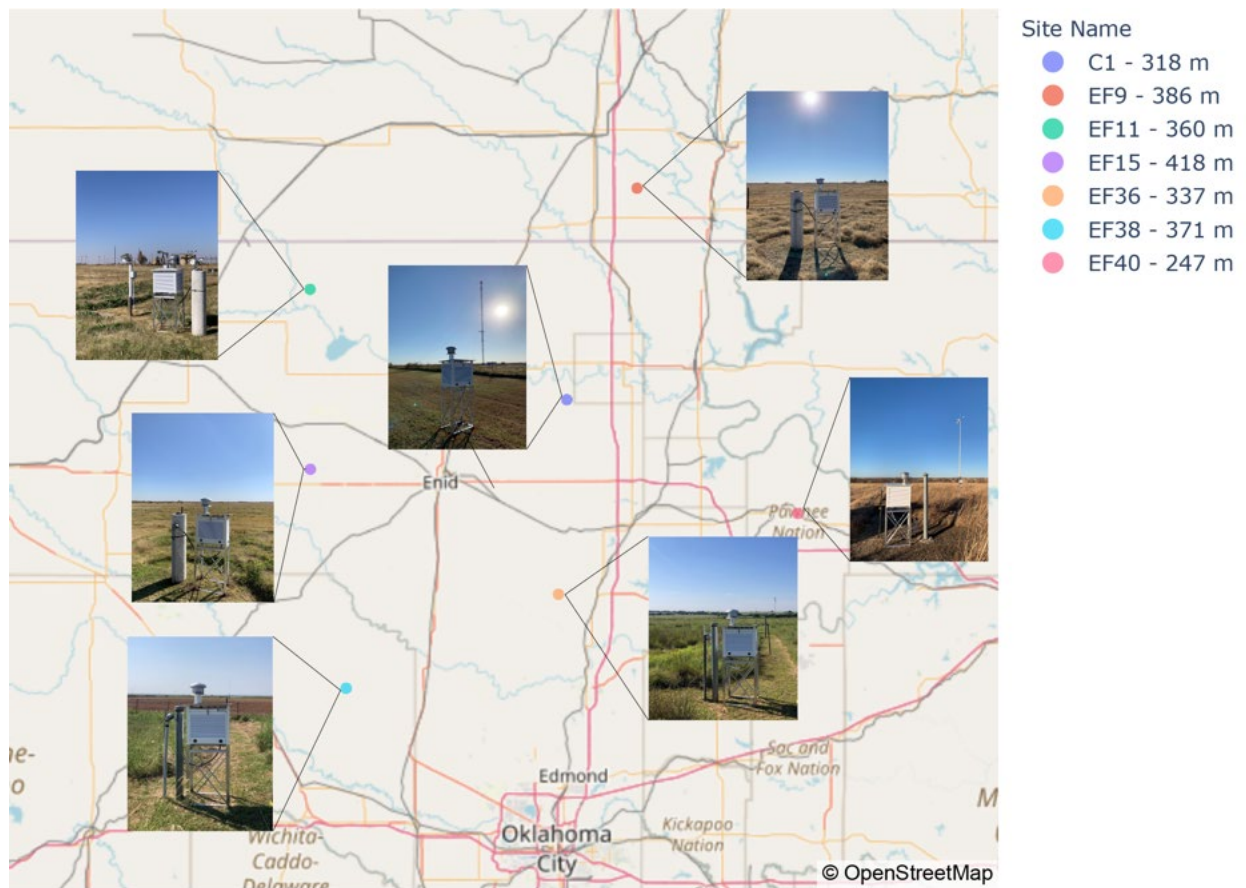 Site Name
C1 - 318 m
EF9 - 386 m
EF11 - 360 m
EF15 - 418 m
EF36 - 337 m
EF38 - 371 m
EF40 - 247 m
Enid
Pawnee
Nation
Edmond
Sac and
Fox Nation
Oklahoma
City
Kickapoo
Nation
Wichita-
Caddo-
Delaware
© OpenStreetMap